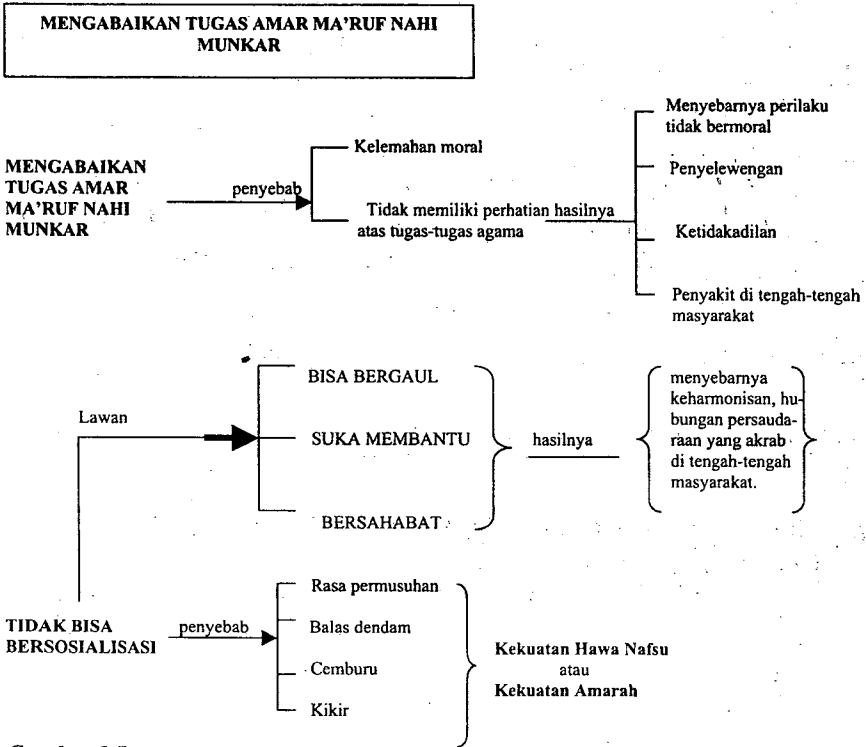 MENGABAIKAN TUGAS AMAR MA'RUF NAHI
MUNKAR
MENGABAIKAN
TUGAS AMAR
MA'RUF NAHI
MUNKAR
penyebab
Kelemahan moral
Tidak memiliki perhatian
atas tugas-tugas agama
hasilnya
Menyebarnya perilaku
tidak bermoral
Penyelewengan
Ketidakadilan
Penyakit di tengah-tengah
masyarakat
Lawan
BISA BERGAUL
SUKA MEMBANTU
BERSAHABAT
hasilnya
menyebarnya
keharmonisan, hu-
bungan persauda-
raan yang akrab
di tengah-tengah
masyarakat.
TIDAK BISA
BERSOSIALISASI
penyebab
Rasa permusuhan
Balas dendam
Cemburu
Kikir
Kekuatan Hawa Nafsu
atau
Kekuatan Amarah